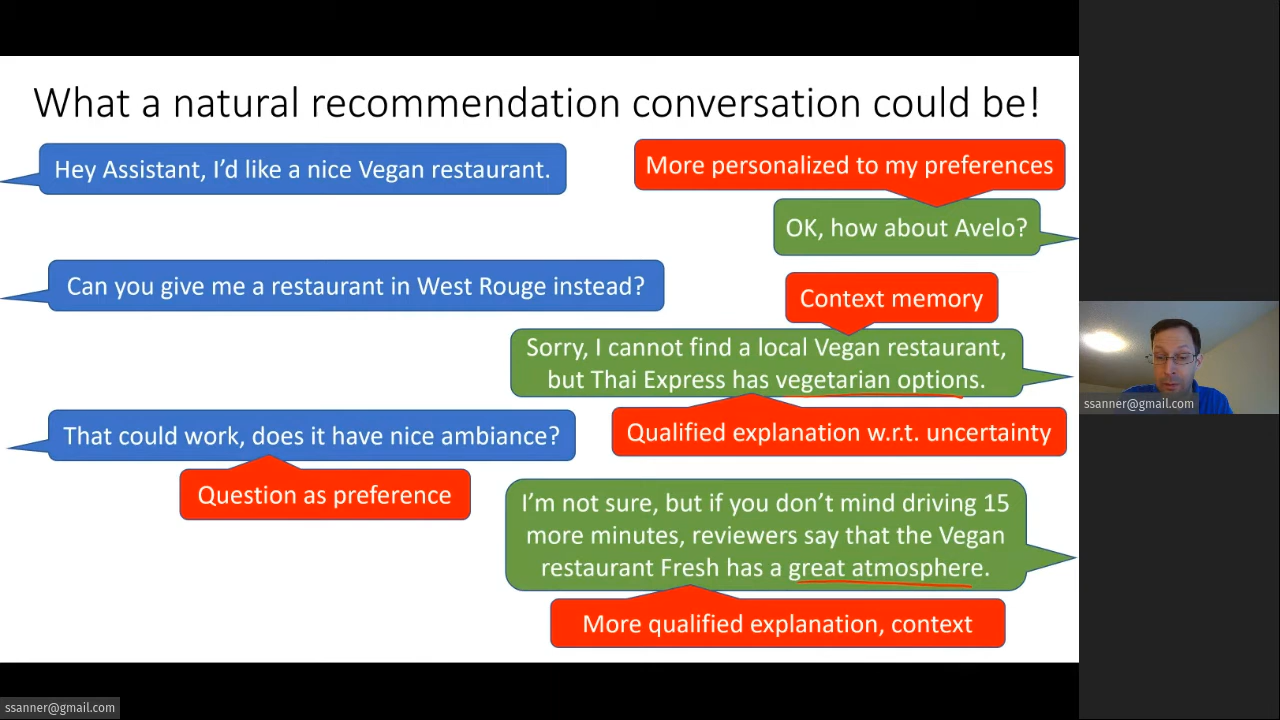 What a natural recommendation conversation could be!
Hey Assistant, I'd like a nice Vegan restaurant.
More personalized to my preferences
OK, how about Avelo?
Can you give me a restaurant in West Rouge instead?
Context memory
Sorry, I cannot find a local Vegan restaurant,
but Thai Express has vegetarian options.
Qualified explanation w.r.t. uncertainty
That could work, does it have nice ambiance?
Question as preference
I'm not sure, but if you don't mind driving 15
more minutes, reviewers say that the Vegan
restaurant Fresh has a great atmosphere.
More qualified explanation, context
ssanner@gmail.com
ssanner@gmail.com